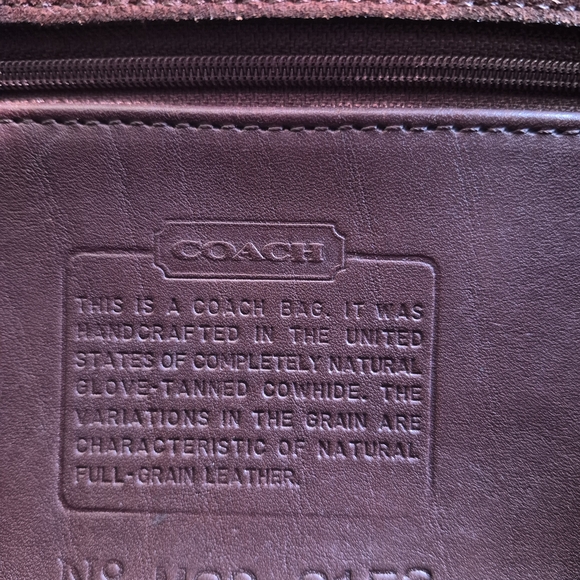 COACH
THIS IS A COACH BAG. IT WAS
HANDCRAFTED IN THE UNITED
STATES OF COMPLETELY NATURAL
GLOVE-TANNED COWHIDE. THE
VARIATIONS IN THE GRAIN ARE
CHARACTERISTIC OF NATURAL
FULL-GRAIN LEATHER.
Nº